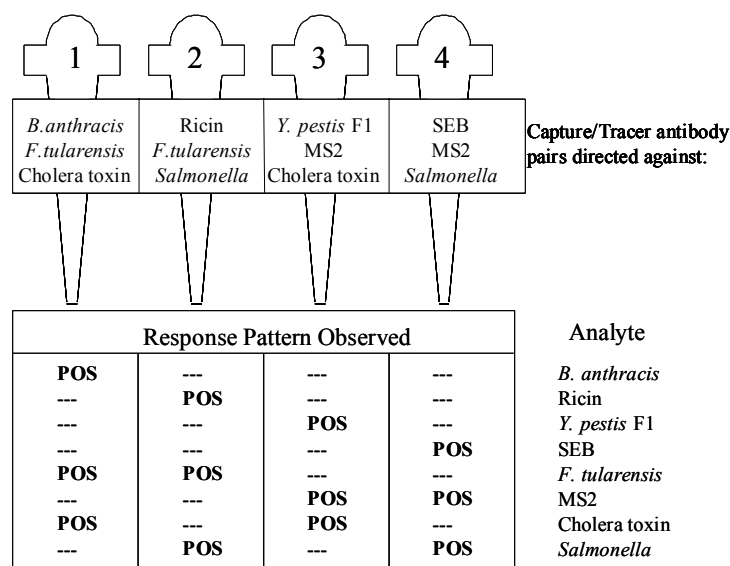 1 2 3 4
B.anthracis Ricin Y. pestis F1 SEB
F.tularensis F.tularensis MS2 MS2
Cholera toxin Salmonella Cholera toxin Salmonella
Capture/Tracer antibody
pairs directed against:
Response Pattern Observed Analyte
POS --- --- --- B. anthracis
--- POS --- --- Ricin
--- --- POS --- Y. pestis F1
--- --- --- POS SEB
POS POS --- --- F. tularensis
--- --- POS POS MS2
POS --- POS --- Cholera toxin
--- POS --- POS Salmonella